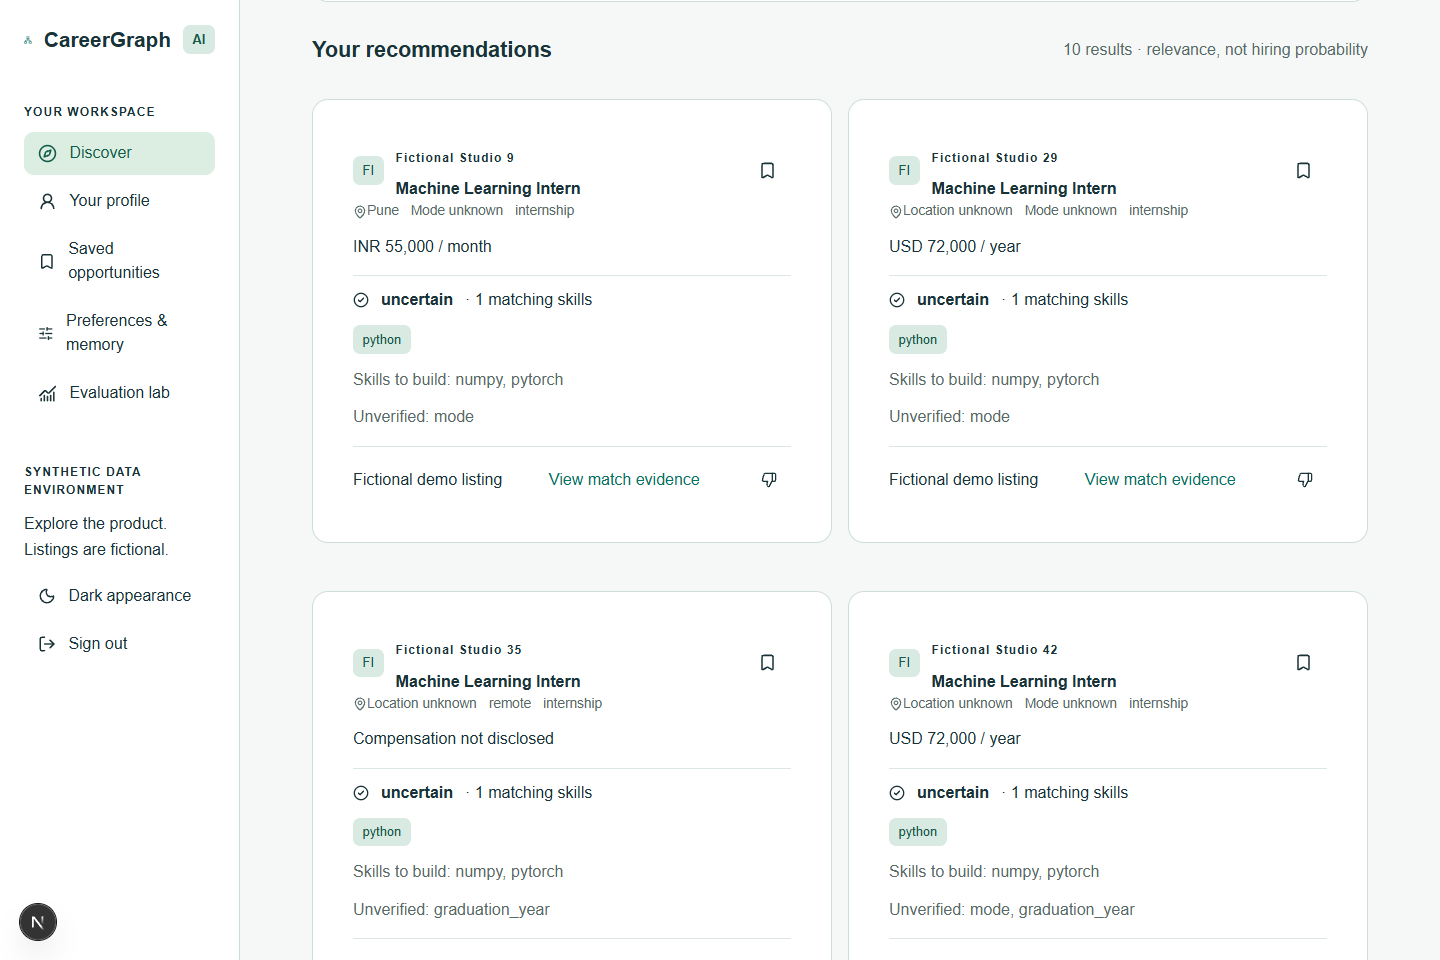 CareerGraph AI
YOUR WORKSPACE
Discover
Your profile
Saved
opportunities
Preferences &
memory
Evaluation lab
SYNTHETIC DATA
ENVIRONMENT
Explore the product.
Listings are fictional.
Dark appearance
Sign out
N
Your recommendations
10 results · relevance, not hiring probability
FI
Fictional Studio 9
Machine Learning Intern
Pune Mode unknown internship
INR 55,000 / month
uncertain · 1 matching skills
python
Skills to build: numpy, pytorch
Unverified: mode
Fictional demo listing View match evidence
FI
Fictional Studio 29
Machine Learning Intern
Location unknown Mode unknown internship
USD 72,000 / year
uncertain · 1 matching skills
python
Skills to build: numpy, pytorch
Unverified: mode
Fictional demo listing View match evidence
FI
Fictional Studio 35
Machine Learning Intern
Location unknown remote internship
Compensation not disclosed
uncertain · 1 matching skills
python
Skills to build: numpy, pytorch
Unverified: graduation_year
FI
Fictional Studio 42
Machine Learning Intern
Location unknown Mode unknown internship
USD 72,000 / year
uncertain · 1 matching skills
python
Skills to build: numpy, pytorch
Unverified: mode, graduation_year